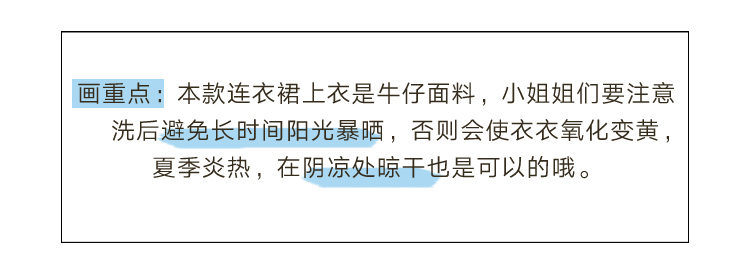 画重点：本款连衣裙上衣是牛仔面料，小姐姐们要注意
洗后避免长时间阳光暴晒，否则会使衣衣氧化变黄，
夏季炎热，在阴凉处晾干也是可以的哦。